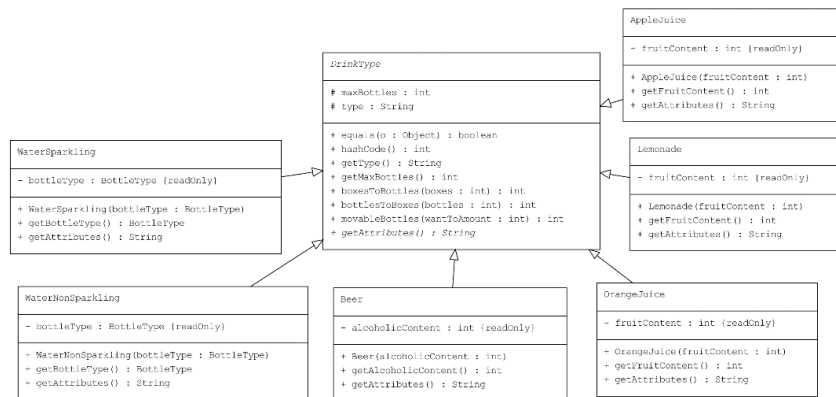 AppleJuice
- fruitContent : int {readOnly}
+ AppleJuice(fruitContent : int)
+ getFruitContent() : int
+ getAttributes() : String
DrinkType
# maxBottles : int
# type : String
+ equals(o : Object) : boolean
+ hashCode() : int
+ getType() : String
+ getMaxBottles() : int
+ boxesToBottles(boxes : int) : int
+ bottlesToBoxes(bottles : int) : int
+ movableBottles(wantToAmount : int) : int
+ getAttributes() : String
WaterSparkling
- bottleType : BottleType {readOnly}
+ WaterSparkling(bottleType : BottleType)
+ getBottleType() : BottleType
+ getAttributes() : String
Lemonade
- fruitContent : int {readOnly}
+ Lemonade(fruitContent : int)
+ getFruitContent() : int
+ getAttributes() : String
WaterNonSparkling
- bottleType : BottleType {readOnly}
+ WaterNonSparkling(bottleType : BottleType)
+ getBottleType() : BottleType
+ getAttributes() : String
Beer
- alcoholicContent : int {readOnly}
+ Beer(alcoholicContent : int)
+ getAlcoholicContent() : int
+ getAttributes() : String
OrangeJuice
- fruitContent : int {readOnly}
+ OrangeJuice(fruitContent : int)
+ getFruitContent() : int
+ getAttributes() : String